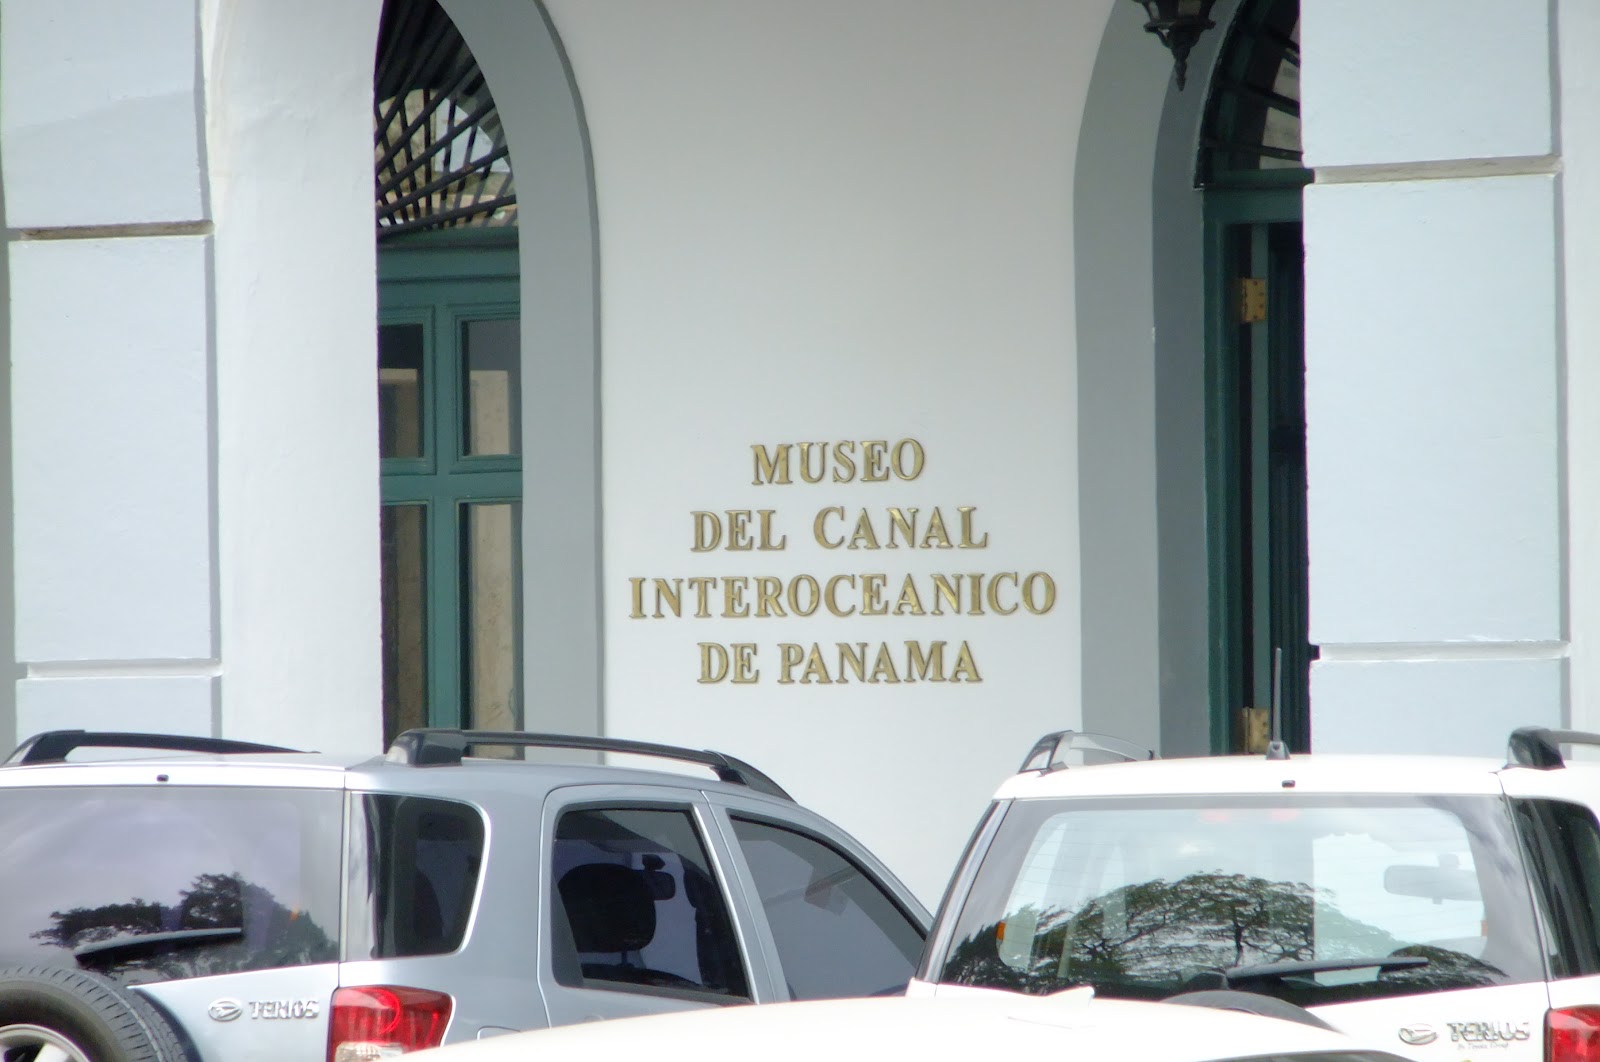 MUSEO
DEL CANAL
INTEROCEANICO
DE PANAMA
TERIOS
TERIOS